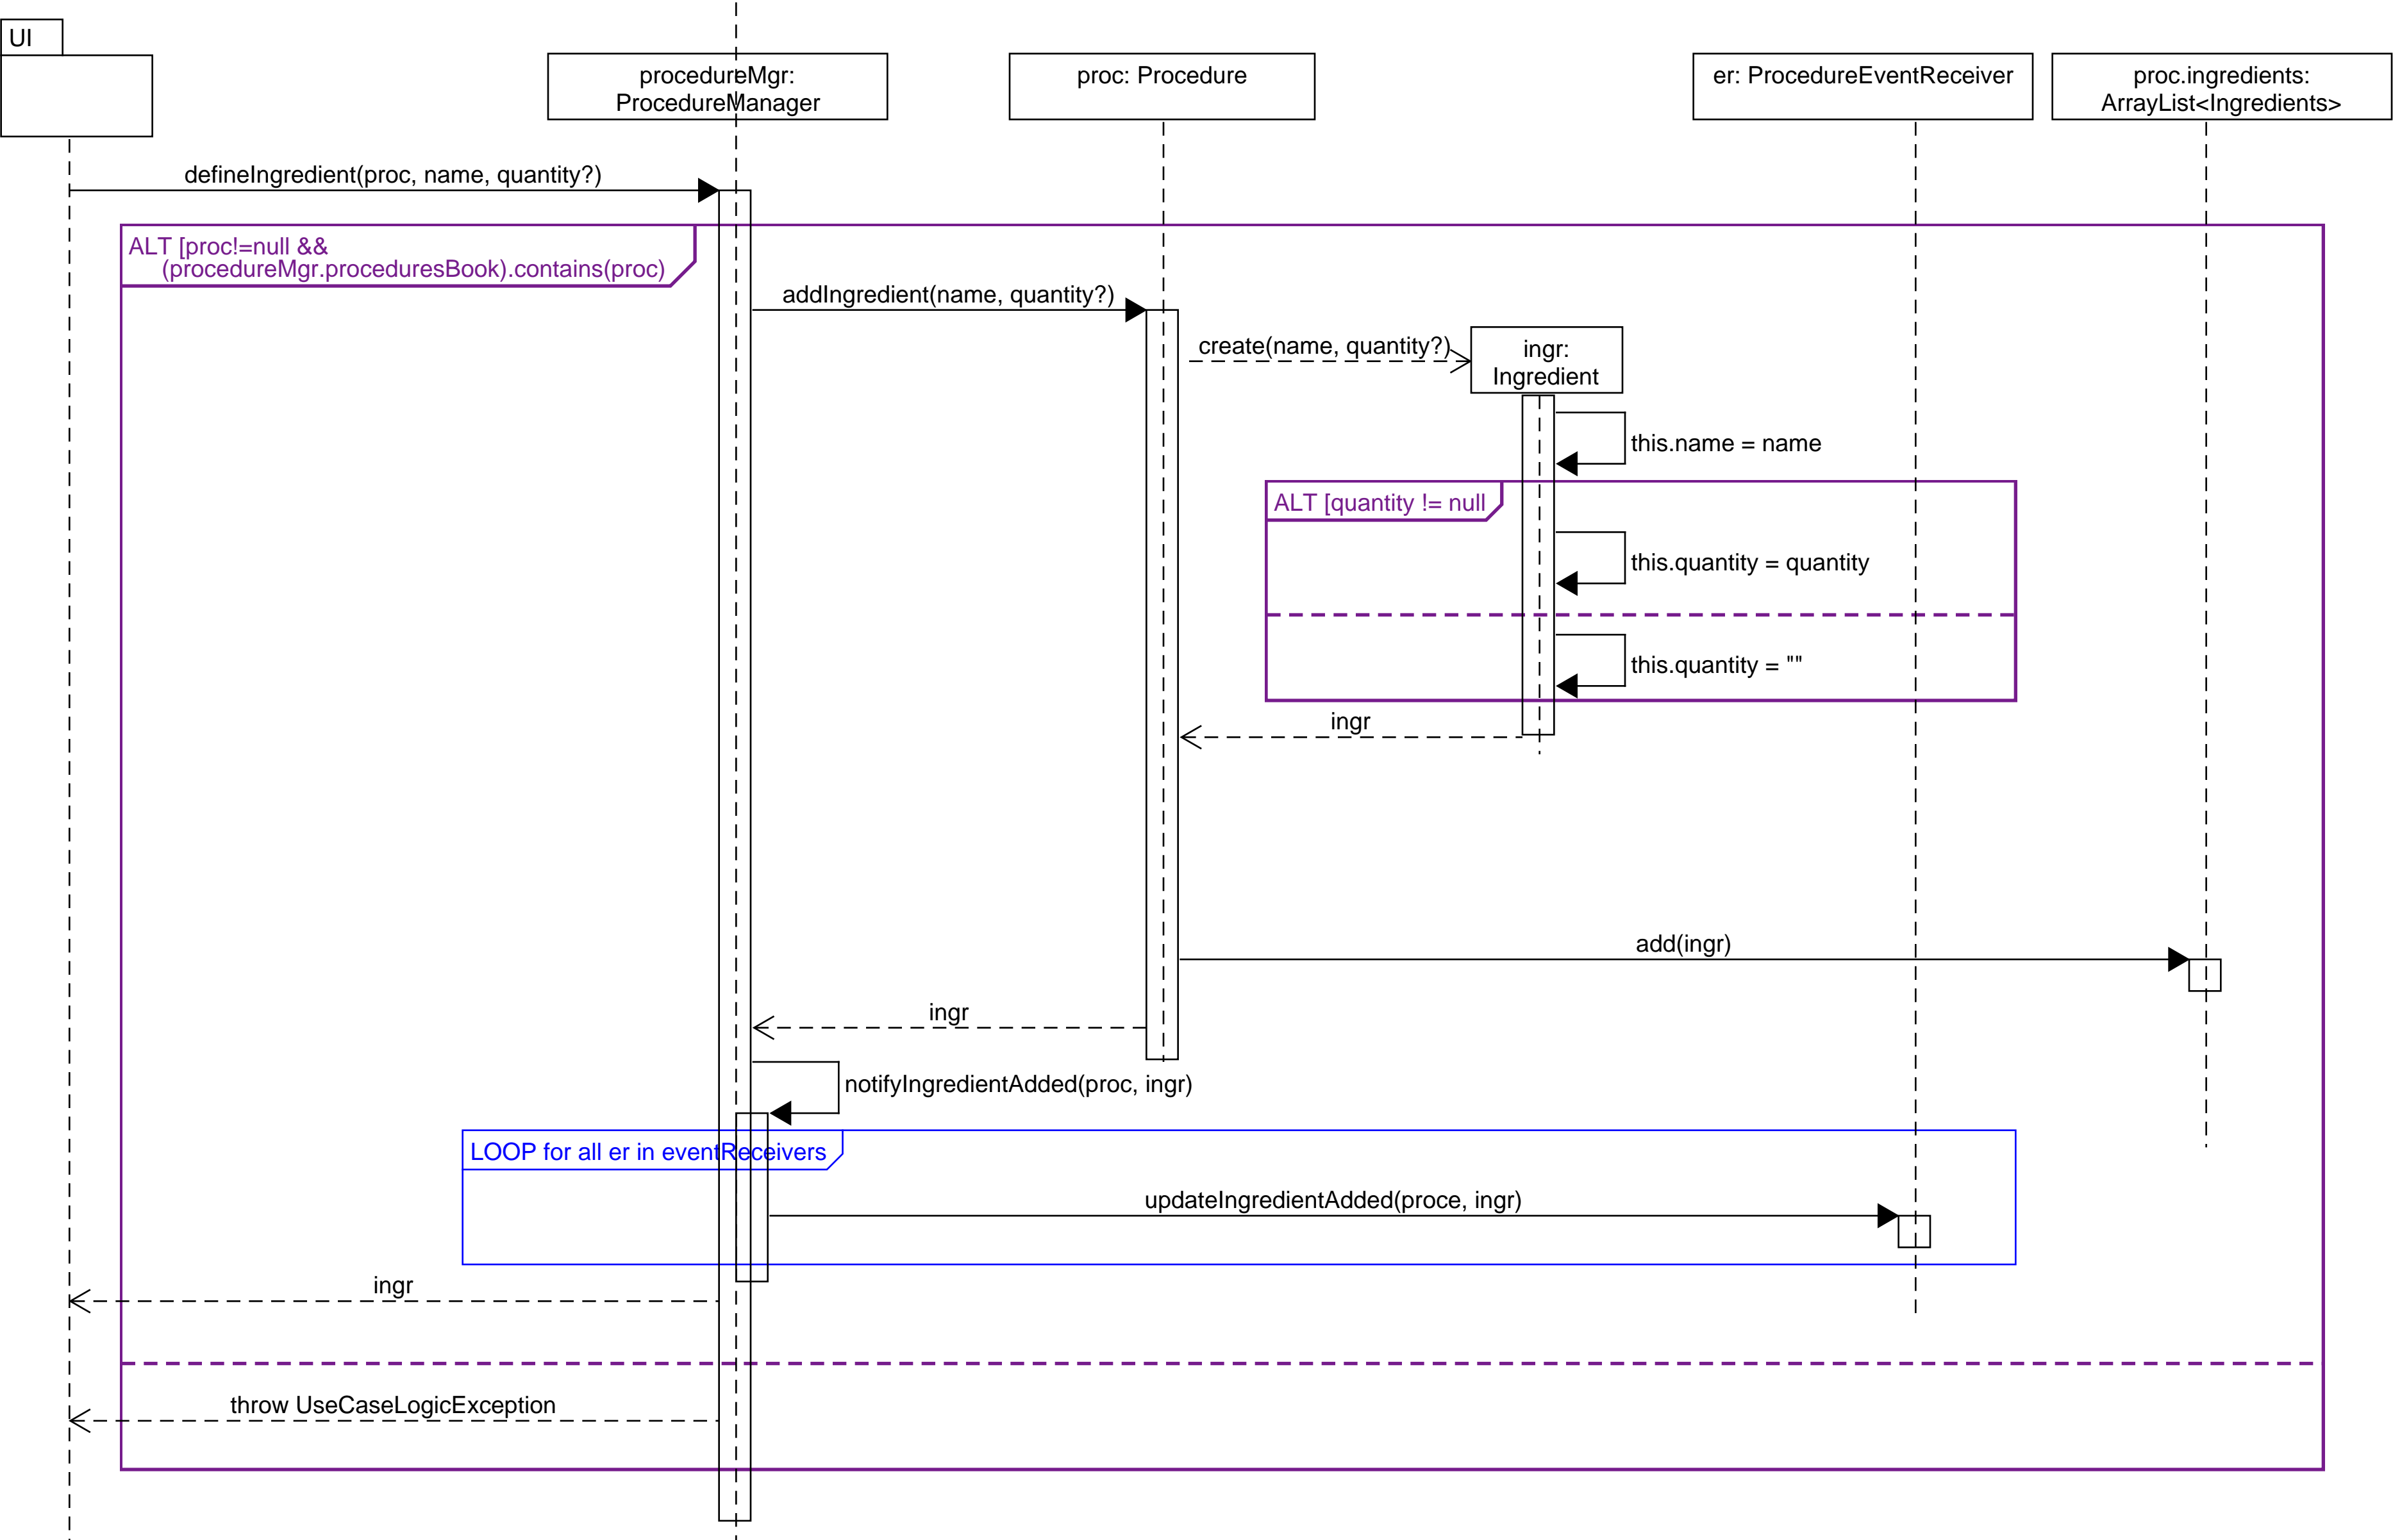 UI
procedureMgr:
ProcedureManager
proc: Procedure
er: ProcedureEventReceiver
proc.ingredients:
ArrayList<Ingredients>
defineIngredient(proc, name, quantity?)
ALT [proc!=null &&
(procedureMgr.proceduresBook).contains(proc)
addIngredient(name, quantity?)
create(name, quantity?)
ingr:
Ingredient
this.name = name
ALT [quantity != null
this.quantity = quantity
this.quantity = ""
ingr
add(ingr)
ingr
notifyIngredientAdded(proc, ingr)
LOOP for all er in eventReceivers
updateIngredientAdded(proce, ingr)
ingr
throw UseCaseLogicException